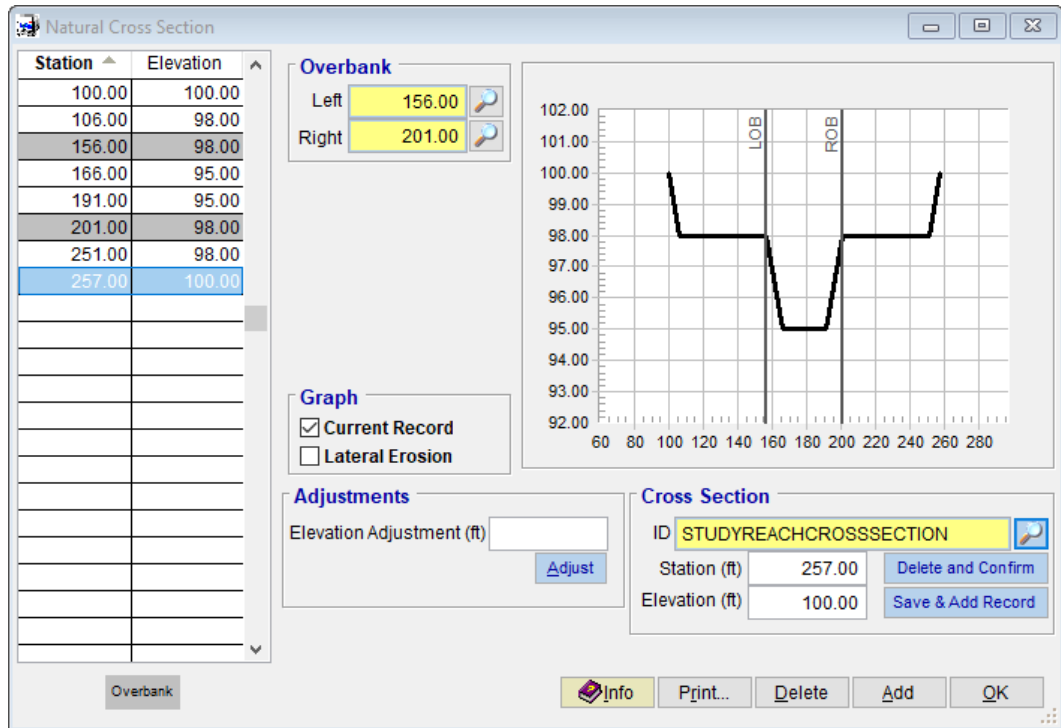 Natural Cross Section
Station Elevation
100.00 100.00
106.00 98.00
156.00 98.00
166.00 95.00
191.00 95.00
201.00 98.00
251.00 98.00
257.00 100.00
Overbank
Overbank
Left 156.00
Right 201.00
Graph
Current Record
Lateral Erosion
102.00
101.00
100.00
99.00
98.00
97.00
96.00
95.00
94.00
93.00
92.00
60 80 100 120 140 160 180 200 220 240 260 280
LOB
ROB
Adjustments
Elevation Adjustment (ft)
Adjust
Cross Section
ID STUDYREACHCROSSSECTION
Station (ft) 257.00 Delete and Confirm
Elevation (ft) 100.00 Save & Add Record
Info Print... Delete Add OK